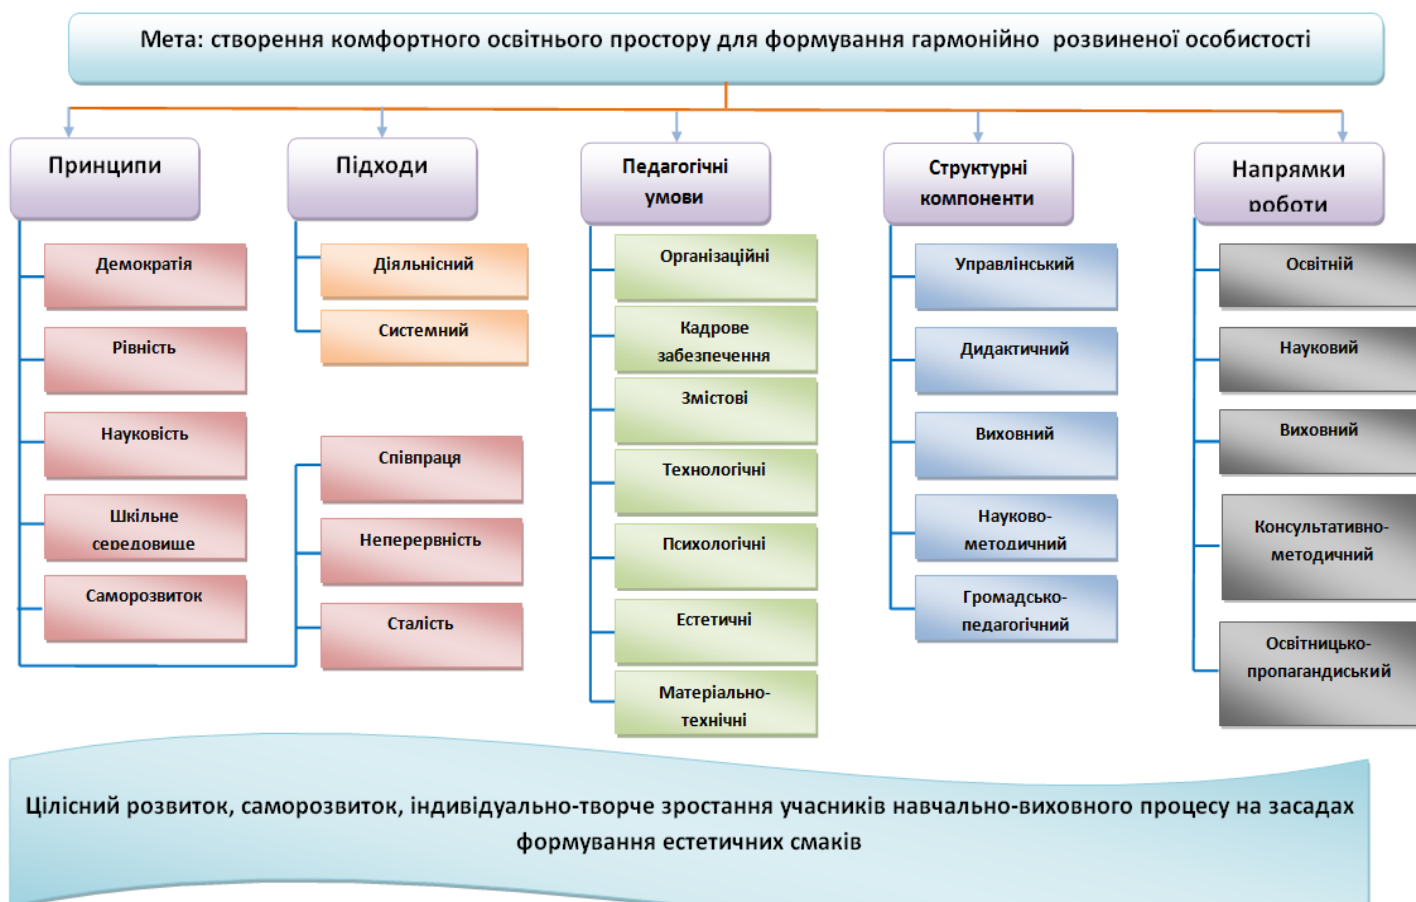 Мета: створення комфортного освітнього простору для формування гармонійно розвиненої особистості
Принципи
Демократія
Рівність
Науковість
Шкільне
середовище
Саморозвиток
Співпраця
Неперервність
Сталість
Підходи
Діяльнісний
Системний
Педагогічні
умови
Організаційні
Кадрове
забезпечення
Змістові
Технологічні
Психологічні
Естетичні
Матеріально-
технічні
Структурні
компоненти
Управлінський
Дидактичний
Виховний
Науково-
методичний
Громадсько-
педагогічний
Напрямки
роботи
Освітній
Науковий
Виховний
Консультативно-
методичний
Освітницько-
пропагандиський
Цілісний розвиток, саморозвиток, індивідуально-творче зростання учасників навчально-виховного процесу на засадах
формування естетичних смаків